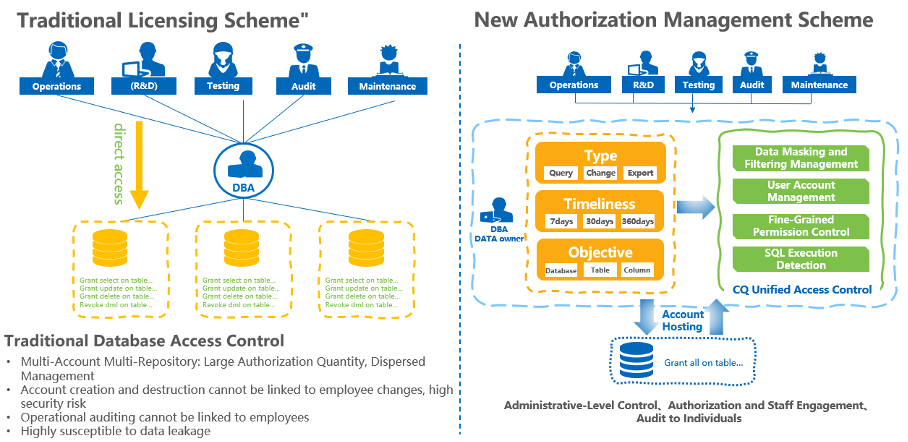 Traditional Licensing Scheme"
Operations
(R&D)
Testing
Audit
Maintenance
direct access
DBA
Grant select on table...
Grant update on table...
Grant delete on table...
Revoke dml on table...
Grant select on table...
Grant update on table...
Grant delete on table...
Revoke dml on table...
Grant select on table...
Grant update on table...
Grant delete on table...
Revoke dml on table...
Traditional Database Access Control
• Multi-Account Multi-Repository: Large Authorization Quantity, Dispersed
Management
• Account creation and destruction cannot be linked to employee changes, high
security risk
• Operational auditing cannot be linked to employees
• Highly susceptible to data leakage
New Authorization Management Scheme
Operations
R&D
Testing
Audit
Maintenance
DBA
DATA owner
Type
Query
Change
Export
Timeliness
7days
30days
360days
Objective
Database
Table
Column
Data Masking and
Filtering Management
User Account
Management
Fine-Grained
Permission Control
SQL Execution
Detection
CQ Unified Access Control
Account
Hosting
Grant all on table...
Administrative-Level Control、Authorization and Staff Engagement、
Audit to Individuals